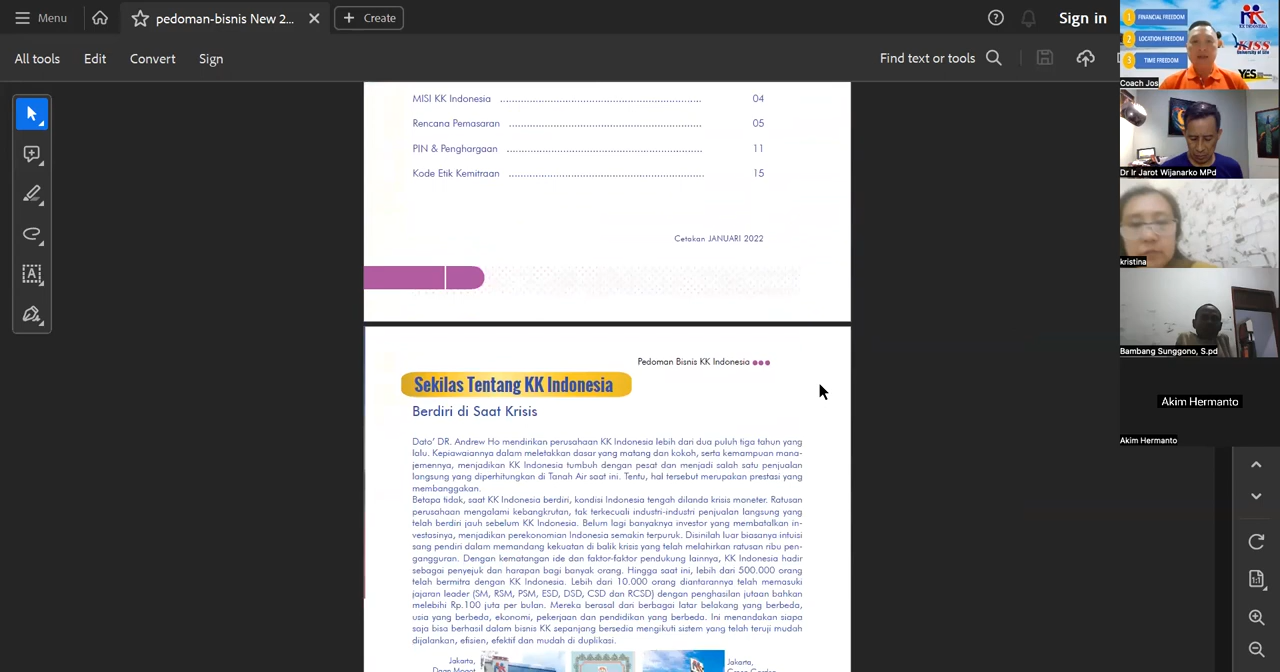 Menu
pedoman-bisnis New 2...
Create
Sign in
All tools
Edit
Convert
Sign
Find text or tools
MISI KK Indonesia ........................................ 04
Rencana Pemasaran ........................................ 05
PIN & Penghargaan ........................................ 11
Kode Etik Kemitraan ........................................ 15
Cetakan JANUARI 2022
Pedoman Bisnis KK Indonesia
Sekilas Tentang KK Indonesia
Berdiri di Saat Krisis
Dato' DR. Andrew Ho mendirikan perusahaan KK Indonesia lebih dari dua puluh tiga tahun yang
lalu. Kepiawaiannya dalam meletakkan dasar yang matang dan kokoh, serta kemampuan mana-
jemennya, menjadikan KK Indonesia tumbuh dengan pesat dan menjadi salah satu penjualan
langsung yang diperhitungkan di Tanah Air saat ini. Tentu, hal tersebut merupakan prestasi yang
membanggakan.
Betapa tidak, saat KK Indonesia berdiri, kondisi Indonesia tengah dilanda krisis moneter. Ratusan
perusahaan mengalami kebangkrutan, tak terkecuali industri-industri penjualan langsung yang
telah berdiri jauh sebelum KK Indonesia. Belum lagi banyaknya investor yang membatalkan in-
vestasinya, menjadikan perekonomian Indonesia semakin terpuruk. Disinilah luar biasanya intuisi
sang pendiri dalam memandang kekuatan di balik krisis yang telah melahirkan ratusan ribu pen-
gangguran. Dengan kematangan ide dan faktor-faktor pendukung lainnya, KK Indonesia hadir
sebagai penyejuk dan harapan bagi banyak orang. Hingga saat ini, lebih dari 500.000 orang
telah bermitra dengan KK Indonesia. Lebih dari 10.000 orang diantaranya telah memasuki
jajaran leader (SM, RSM, PSM, ESD, DSD, CSD dan RCSD) dengan penghasilan jutaan bahkan
melebihi Rp.100 juta per bulan. Mereka berasal dari berbagai latar belakang yang berbeda,
usia yang berbeda, ekonomi, pekerjaan dan pendidikan yang berbeda. Ini menandakan siapa
saja bisa berhasil dalam bisnis KK sepanjang bersedia mengikuti sistem yang telah teruji mudah
dijalankan, efisien, efektif dan mudah di duplikasi.
Jakarta,
Daan Mogot
Jakarta,
1 FINANCIAL FREEDOM
2 LOCATION FREEDOM
3 TIME FREEDOM
KK INDONESIA
KISS
University of Life
YES
Coach Jos
Dr Ir Jarot Wijanarko MPd
kristina
Bambang Sunggono, S.pd
Akim Hermanto
Akim Hermanto
1:1